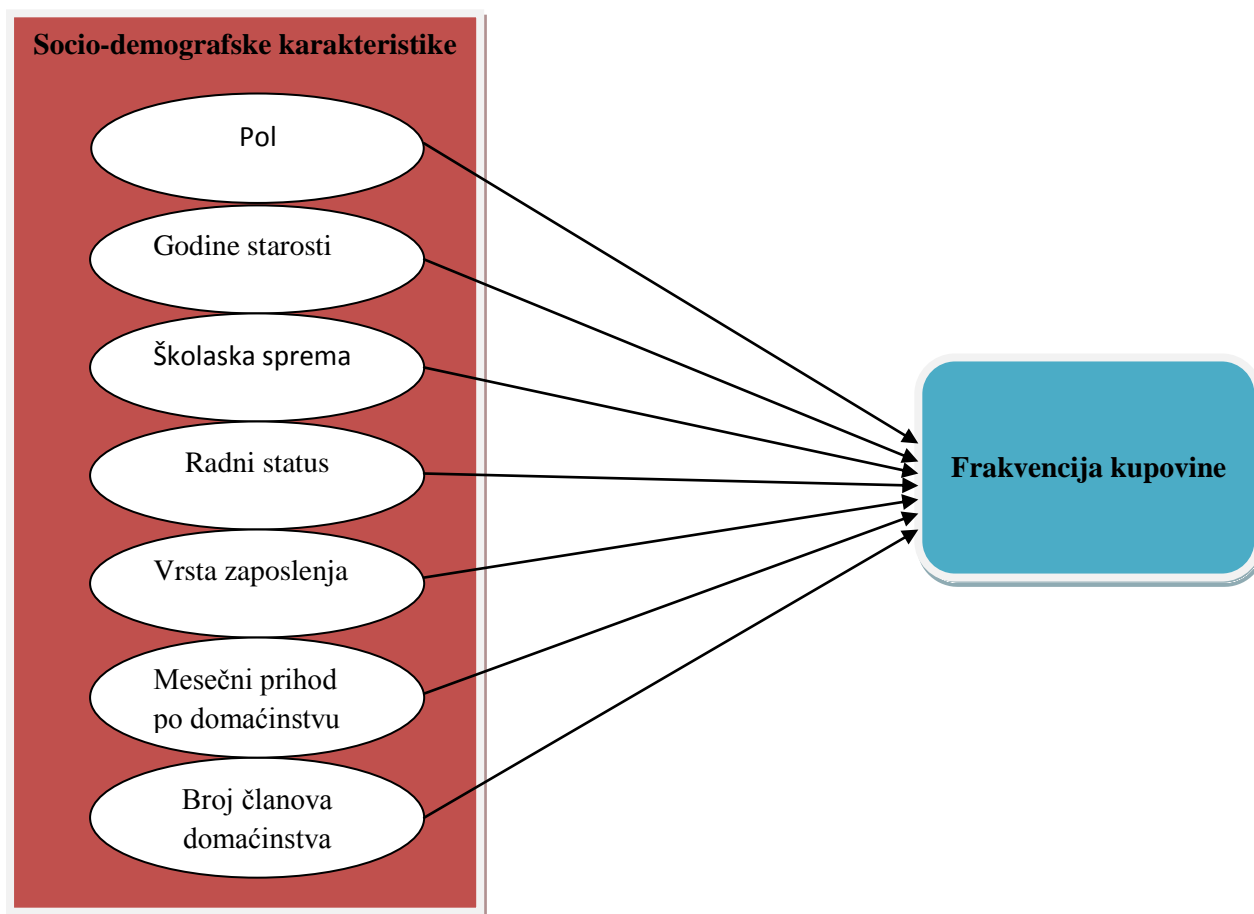 Socio-demografske karakteristike
Pol
Godine starosti
Školaska sprema
Radni status
Vrsta zaposlenja
Mesečni prihod
po domaćinstvu
Broj članova
domaćinstva
Frakvencija kupovine